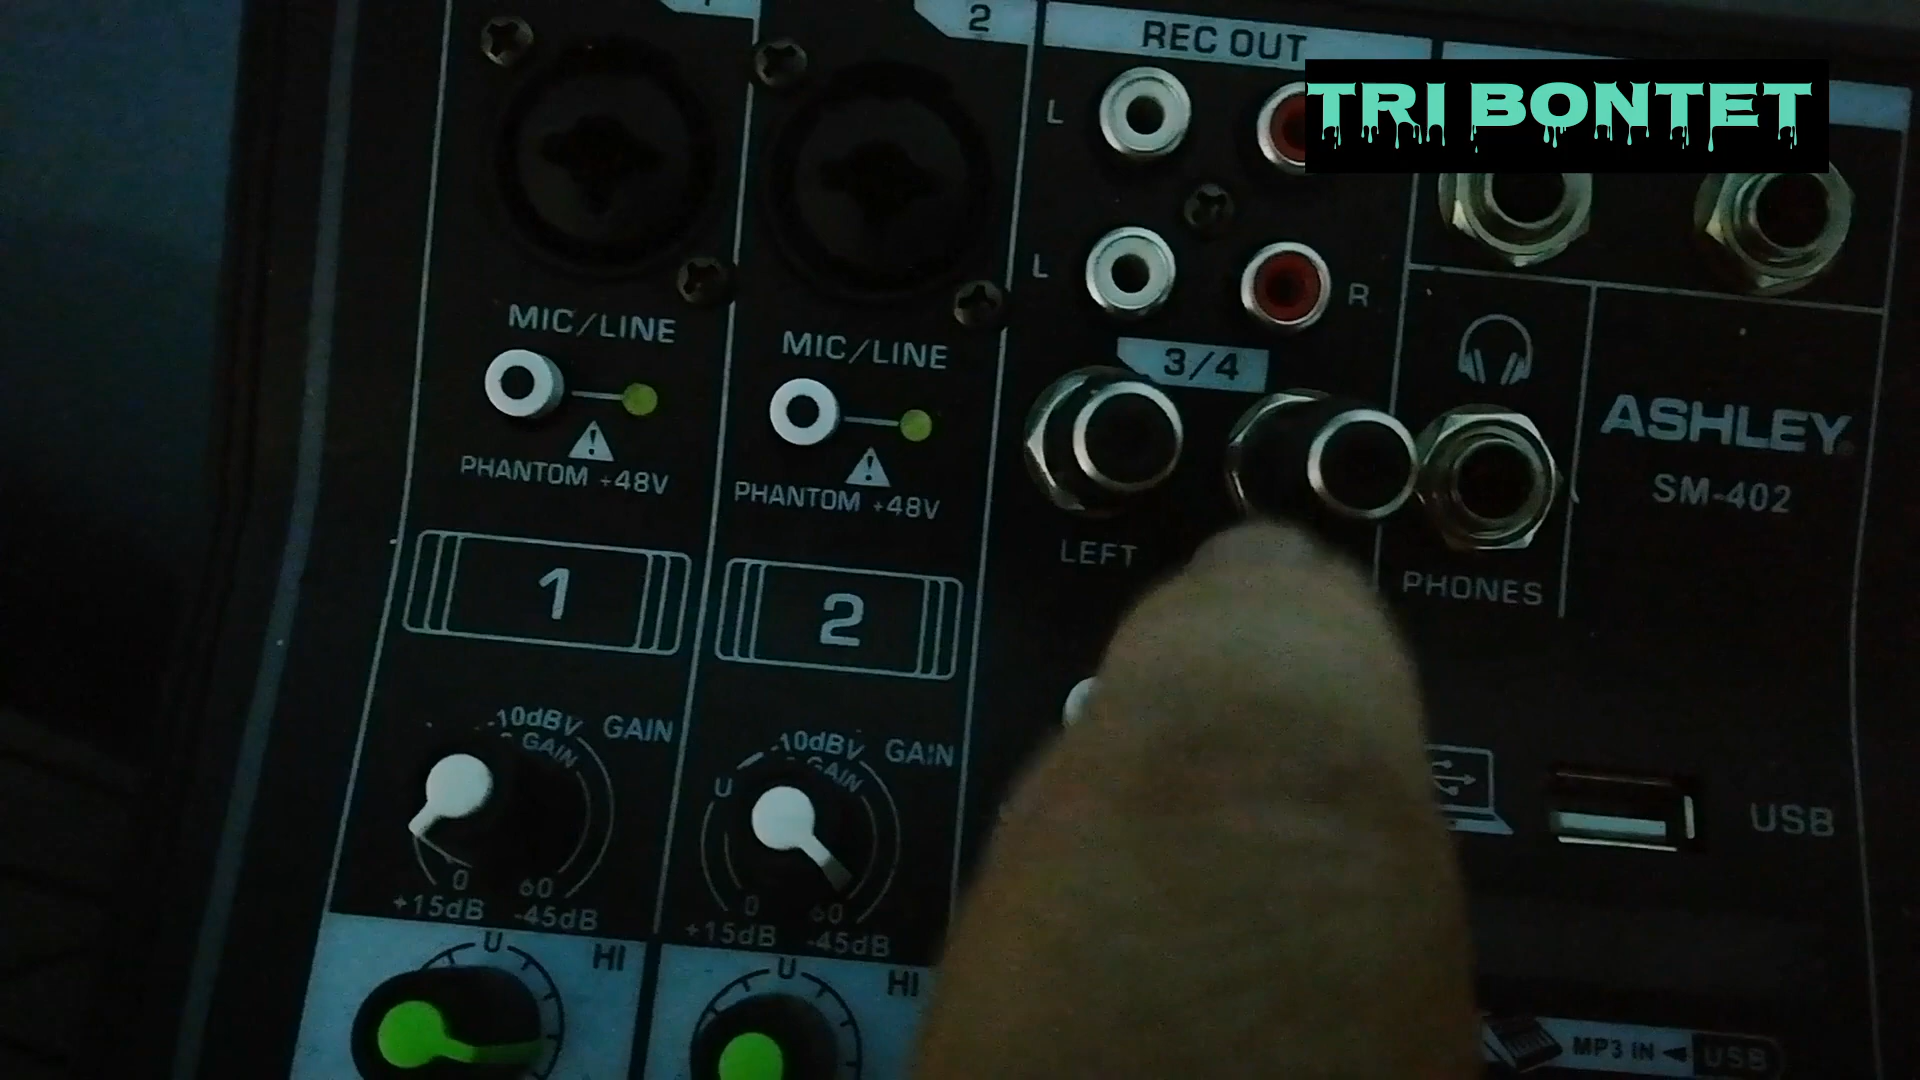 2
REC OUT
TRI BONTET
L
L
R
MIC/LINE
MIC/LINE
3/4
PHANTOM +48V
PHANTOM +48V
ASHLEY
SM-402
LEFT
PHONES
1
2
-10dBV GAIN
GAIN
-10dBV GAIN
GAIN
U
USB
0 60
+15dB -45dB
0 60
+15dB -45dB
U HI
U HI
MP3 IN USB